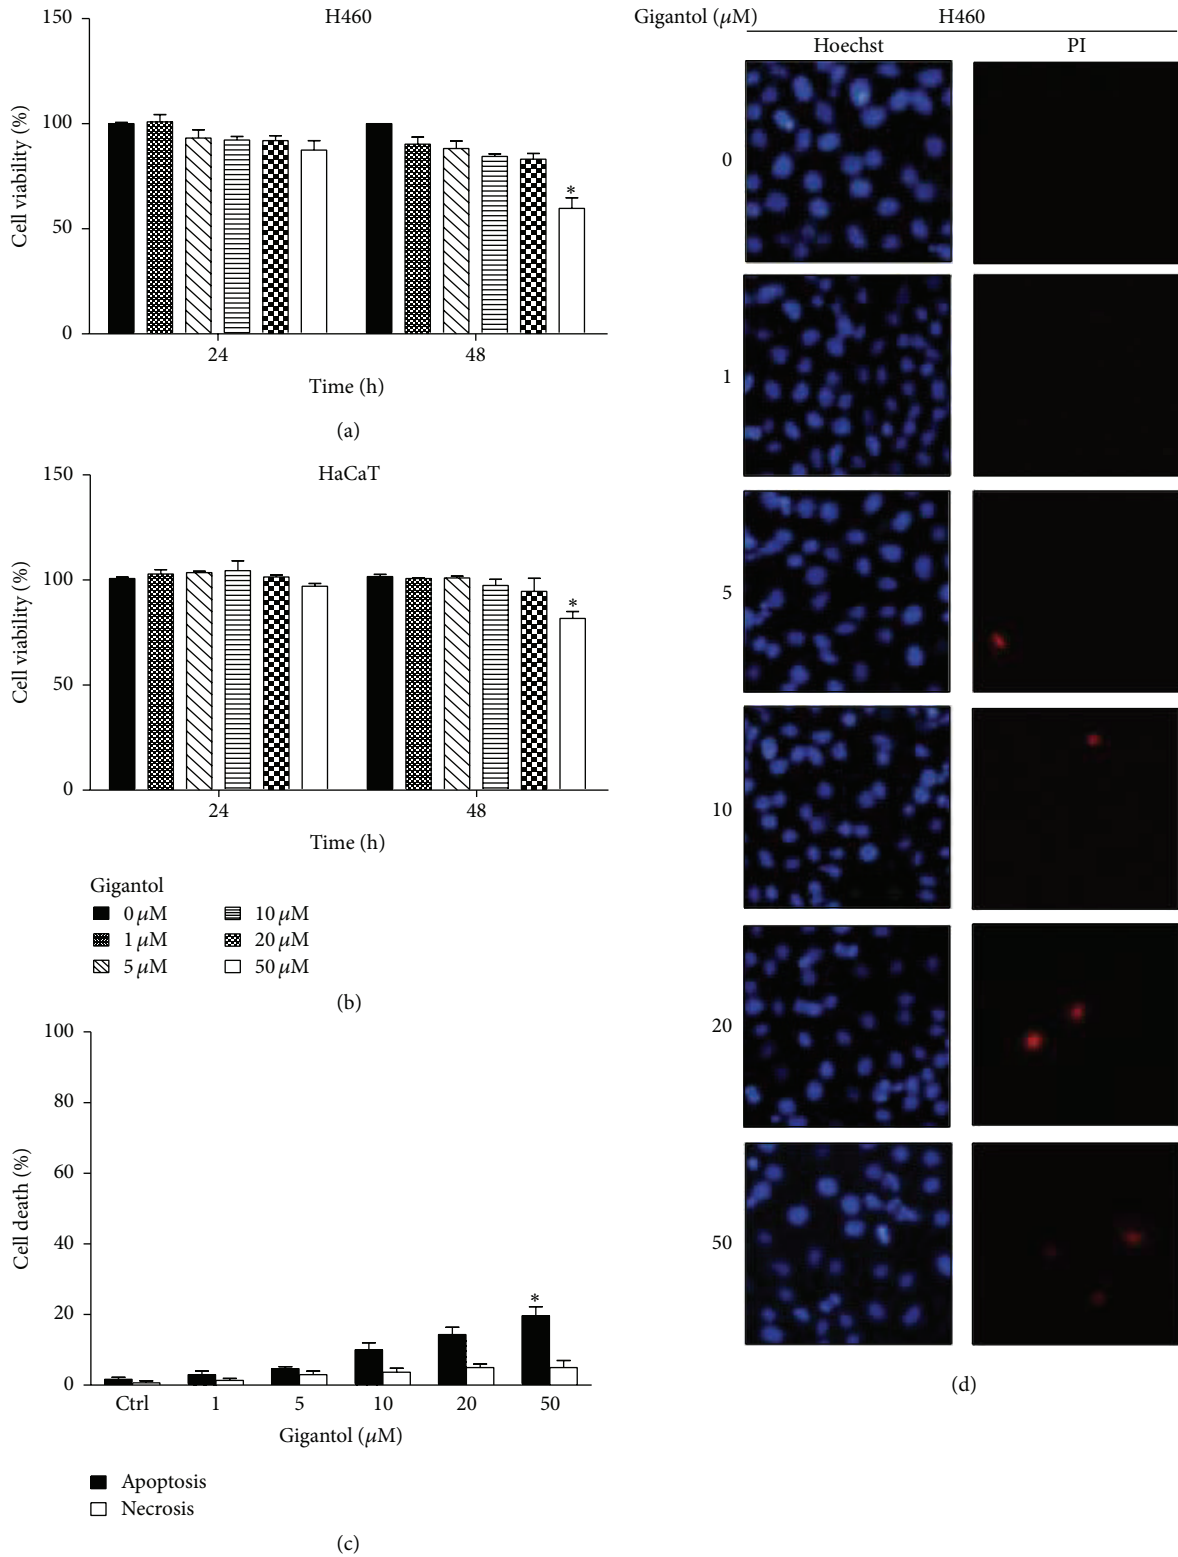 H460
150
100
50
0
Cell viability (%)
*
24 48
Time (h)
(a)
HaCaT
150
100
50
0
Cell viability (%)
*
24 48
Time (h)
Gigantol
0 μM 10 μM
1 μM 20 μM
5 μM 50 μM
(b)
100
80
60
40
20
0
Cell death (%)
*
Ctrl 1 5 10 20 50
Gigantol (μM)
Apoptosis
Necrosis
(c)
Gigantol (μM) H460
Hoechst PI
0
1
5
10
20
50
(d)